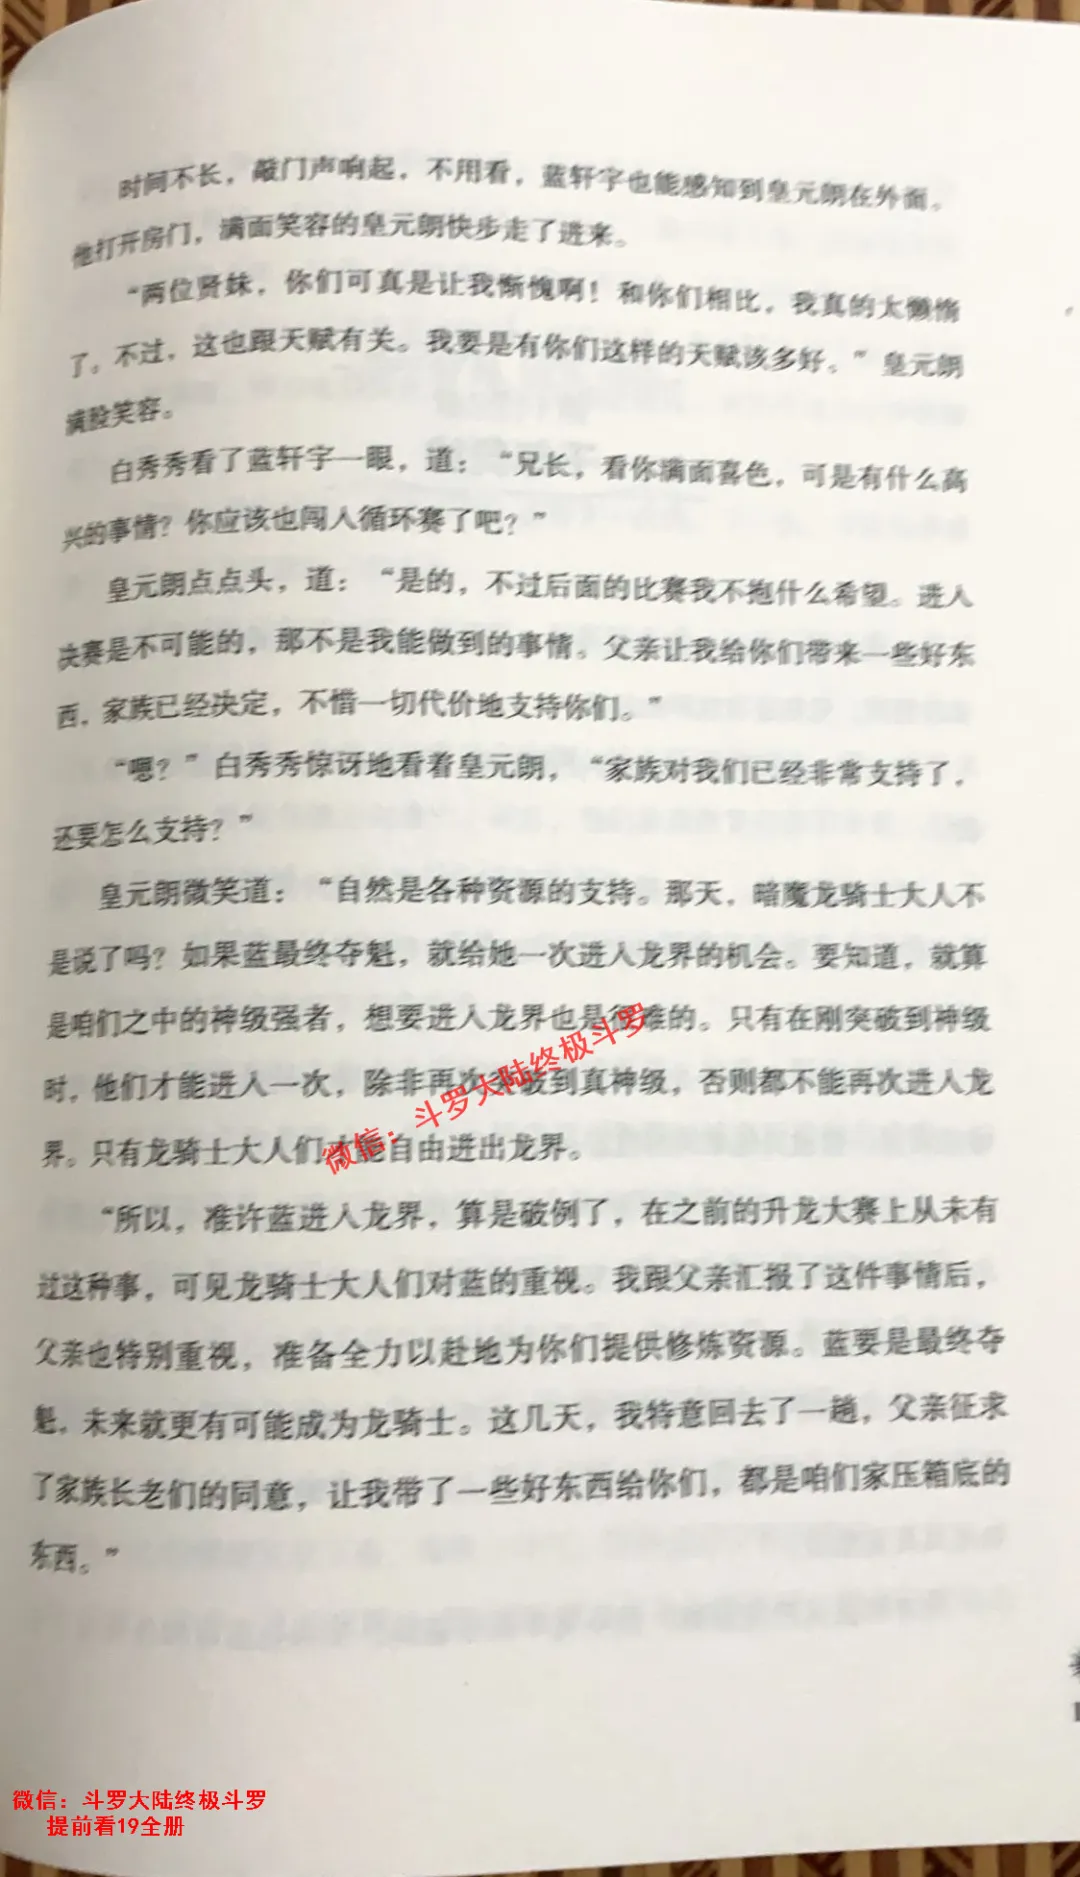 时间不长，敲门声响起，不用看，蓝轩宇也能感知到皇元朗在外面。
他打开房门，满面笑容的皇元朗快步走了进来。
“两位贤妹，你们可真是让我惭愧啊！和你们相比，我真的太懒惰
了。不过，这也跟天赋有关。我要是有你们这样的天赋该多好。”皇元朗
满脸笑容。
白秀秀看了蓝轩宇一眼，道：“兄长，看你满面喜色，可是有什么高
兴的事情？你应该也闯入循环赛了吧？”
皇元朗点点头，道：“是的，不过后面的比赛我不抱什么希望。进入
决赛是不可能的，那不是我能做到的事情。父亲让我给你们带来一些好东
西，家族已经决定，不惜一切代价地支持你们。”
“嗯？”白秀秀惊讶地看着皇元朗，“家族对我们已经非常支持了，
还要怎么支持？”
皇元朗微笑道：“自然是各种资源的支持。那天，暗魔龙骑士大人不
是说了吗？如果蓝最终夺魁，就给她一次进入龙界的机会。要知道，就算
是咱们之中的神级强者，想要进入龙界也是很难的。只有在刚突破到神级
时，他们才能进入一次，除非再次突破到真神级，否则都不能再次进入龙
界。只有龙骑士大人们才能自由进出龙界。
“所以，准许蓝进入龙界，算是破例了，在之前的升龙大赛上从未有
过这种事，可见龙骑士大人们对蓝的重视。我跟父亲汇报了这件事情后，
父亲也特别重视，准备全力以赴地为你们提供修炼资源。蓝要是最终夺
魁，未来就更有可能成为龙骑士。这几天，我特意回去了一趟，父亲征求
了家族长老们的同意，让我带了一些好东西给你们，都是咱们家压箱底的
东西。”
微信：斗罗大陆终极斗罗
微信：斗罗大陆终极斗罗
提前看19全册